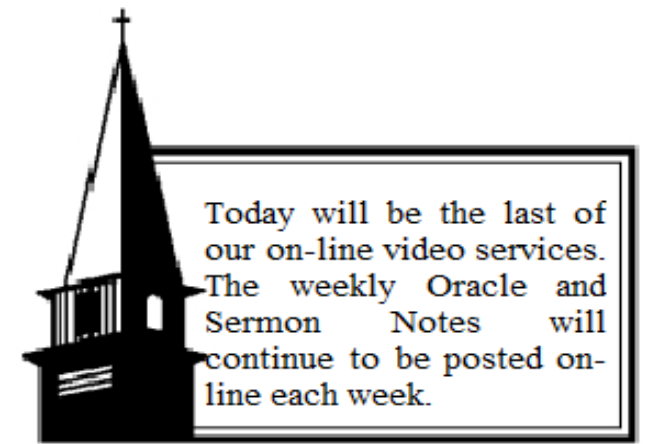 Today will be the last of
our on-line video services.
The weekly Oracle and
Sermon Notes will
continue to be posted on-
line each week.